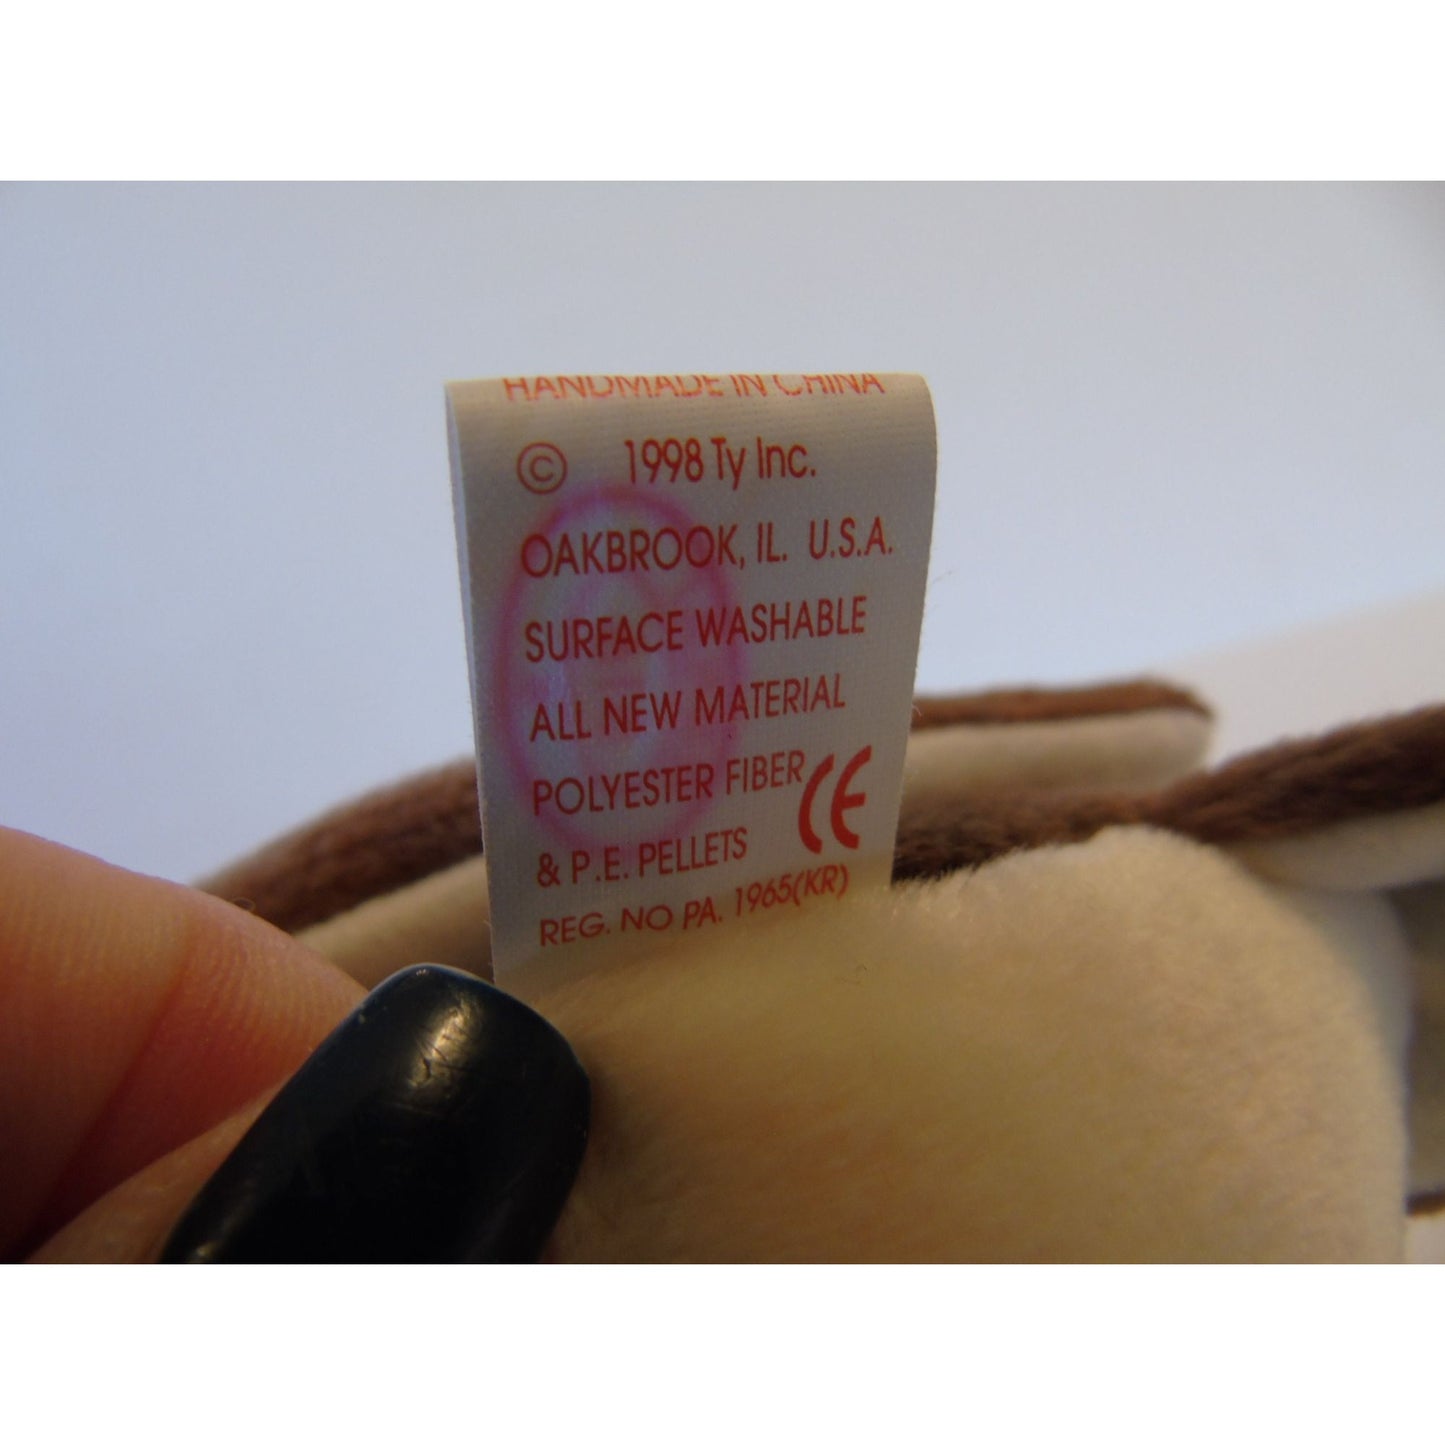 HANDMADE IN CHINA
© 1998 Ty Inc.
OAKBROOK, IL. U.S.A.
SURFACE WASHABLE
ALL NEW MATERIAL
POLYESTER FIBER
& P.E. PELLETS CE
REG. NO PA. 1965(KR)